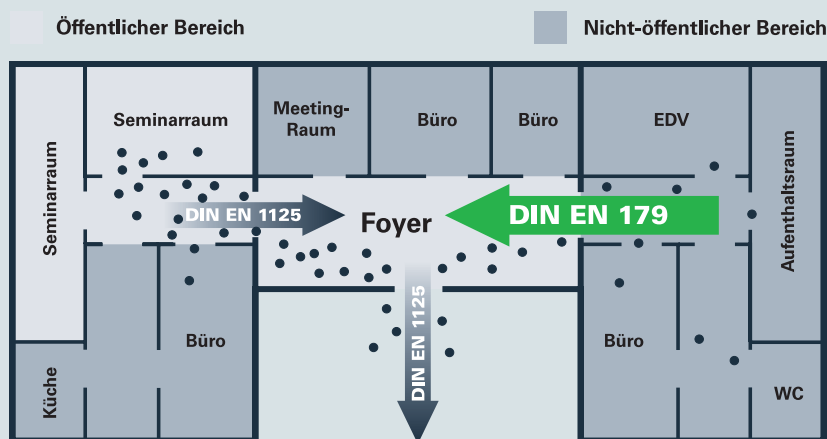 Öffentlicher Bereich
Nicht-öffentlicher Bereich
Seminarraum
Seminarraum
Meeting-
Raum
Büro
Büro
EDV
Aufenthaltsraum
DIN EN 1125
Foyer
DIN EN 179
DIN EN 1125
Küche
Büro
Büro
WC